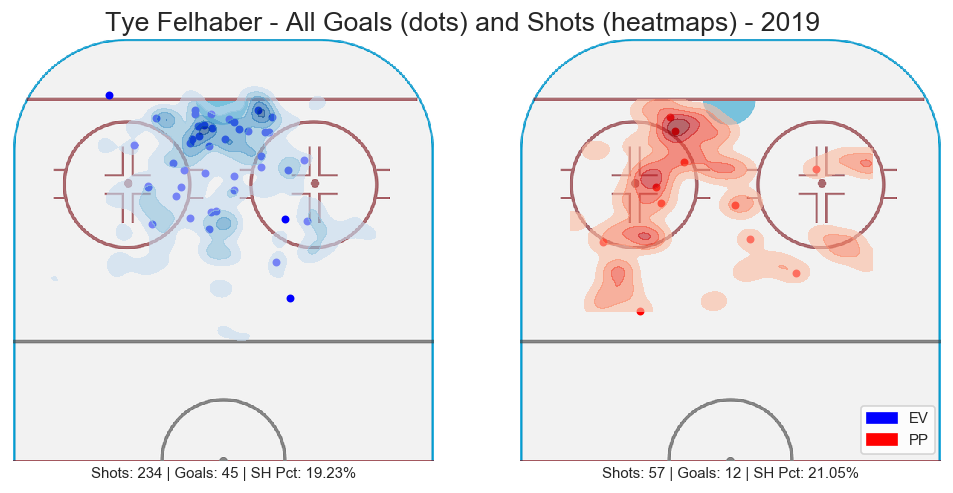 Tye Felhaber - All Goals (dots) and Shots (heatmaps) - 2019
EV
PP
Shots: 234 | Goals: 45 | SH Pct: 19.23%
Shots: 57 | Goals: 12 | SH Pct: 21.05%